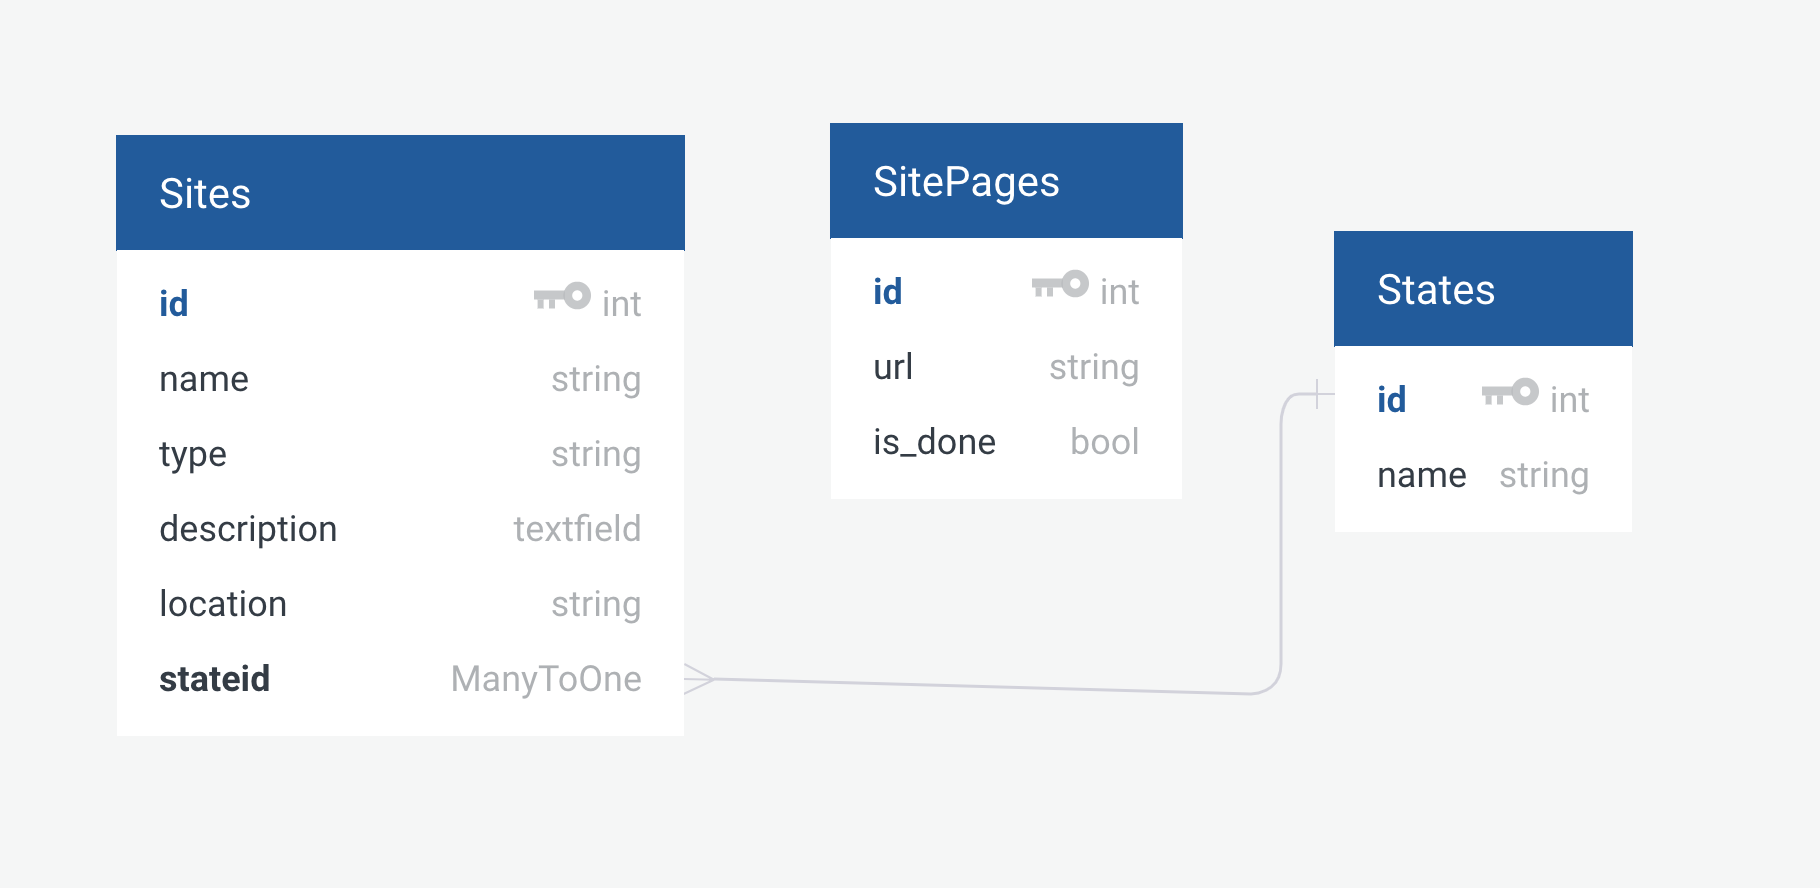 Sites
id int
name string
type string
description textfield
location string
stateid ManyToOne
SitePages
id int
url string
is_done bool
States
id int
name string